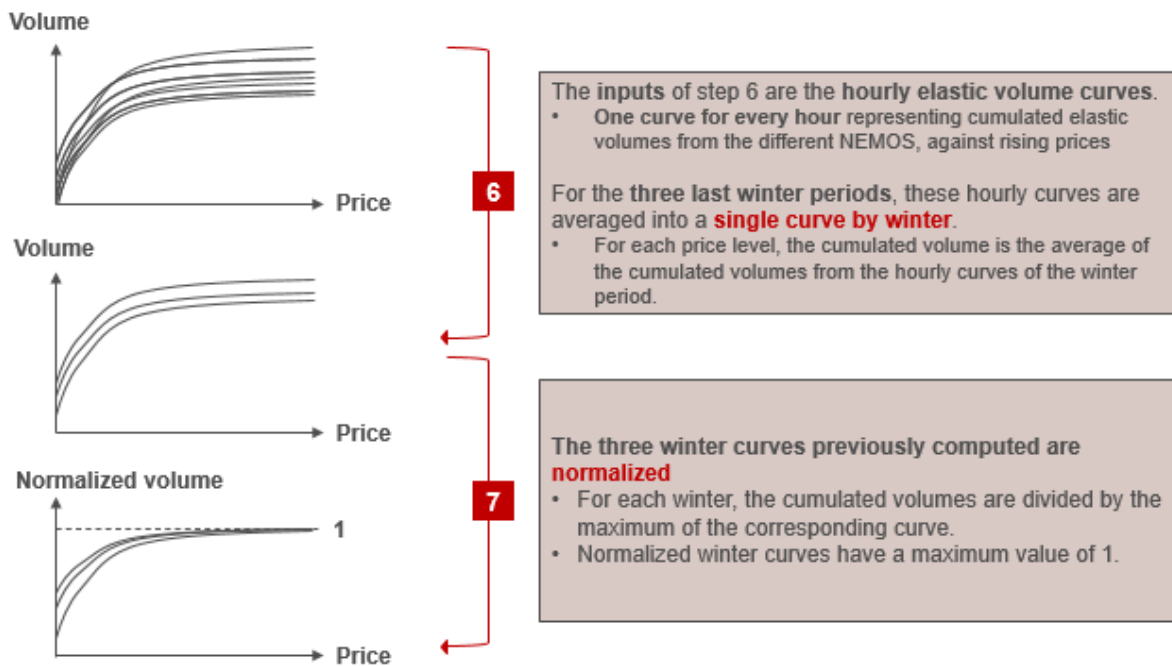 Volume
Price
6
The inputs of step 6 are the hourly elastic volume curves.
• One curve for every hour representing cumulated elastic
volumes from the different NEMOS, against rising prices
For the three last winter periods, these hourly curves are
averaged into a single curve by winter.
• For each price level, the cumulated volume is the average of
the cumulated volumes from the hourly curves of the winter
period.
Volume
Price
Normalized volume
1
Price
7
The three winter curves previously computed are
normalized
• For each winter, the cumulated volumes are divided by the
maximum of the corresponding curve.
• Normalized winter curves have a maximum value of 1.